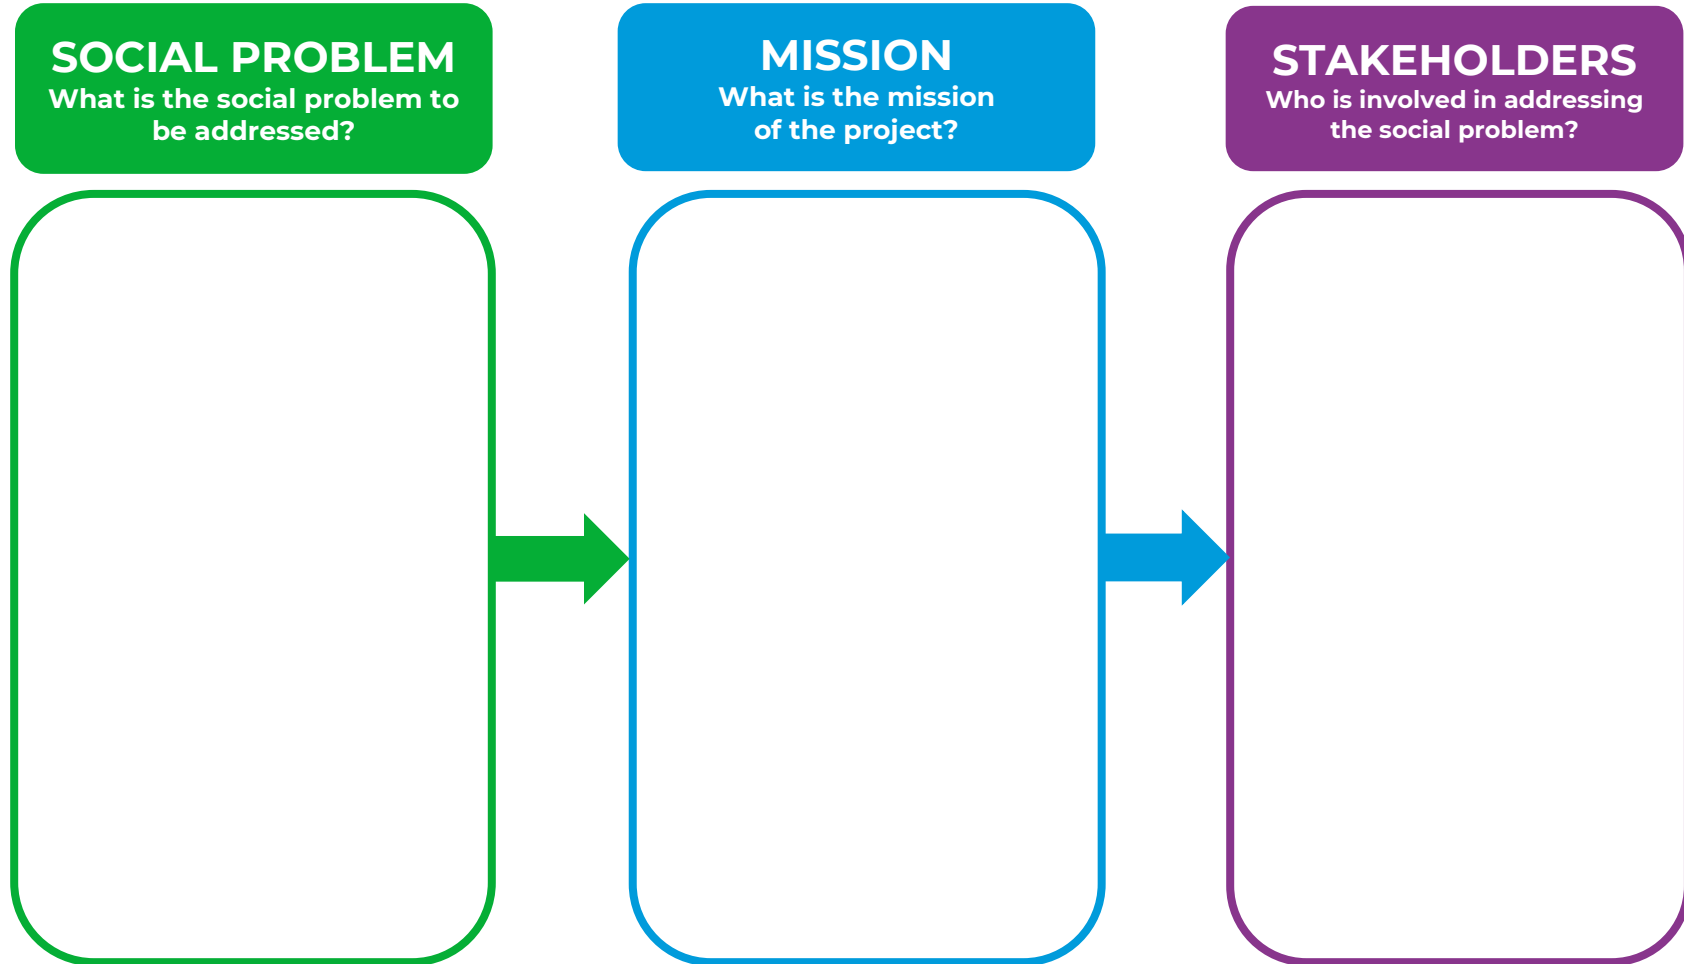 SOCIAL PROBLEM
What is the social problem to
be addressed?
MISSION
What is the mission
of the project?
STAKEHOLDERS
Who is involved in addressing
the social problem?